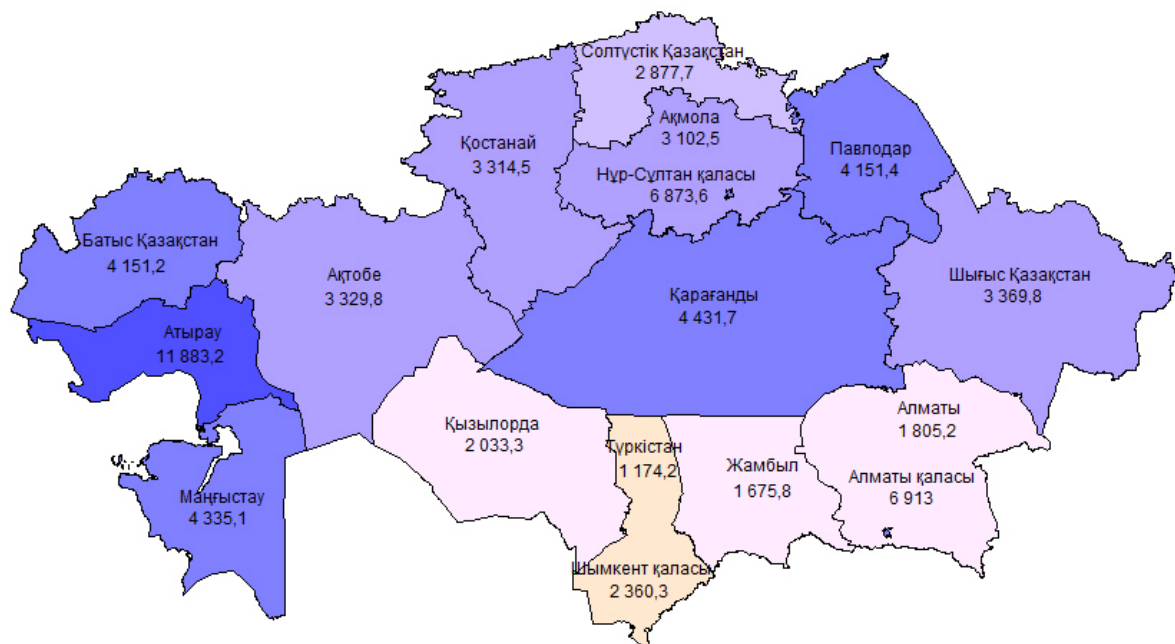 Солтүстік Қазақстан
2 877,7
Ақмола
3 102,5
Қостанай
3 314,5
Нұр-Сұлтан қаласы
6 873,6
Павлодар
4 151,4
Батыс Қазақстан
4 151,2
Ақтобе
3 329,8
Қарағанды
4 431,7
Шығыс Қазақстан
3 369,8
Атырау
11 883,2
Маңғыстау
4 335,1
Қызылорда
2 033,3
Түркістан
1 174,2
Жамбыл
1 675,8
Алматы
1 805,2
Алматы қаласы
6 913
Шымкент қаласы
2 360,3